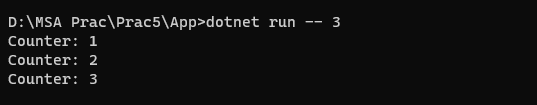 D:\MSA Prac\Prac5\App>dotnet run -- 3
Counter: 1
Counter: 2
Counter: 3